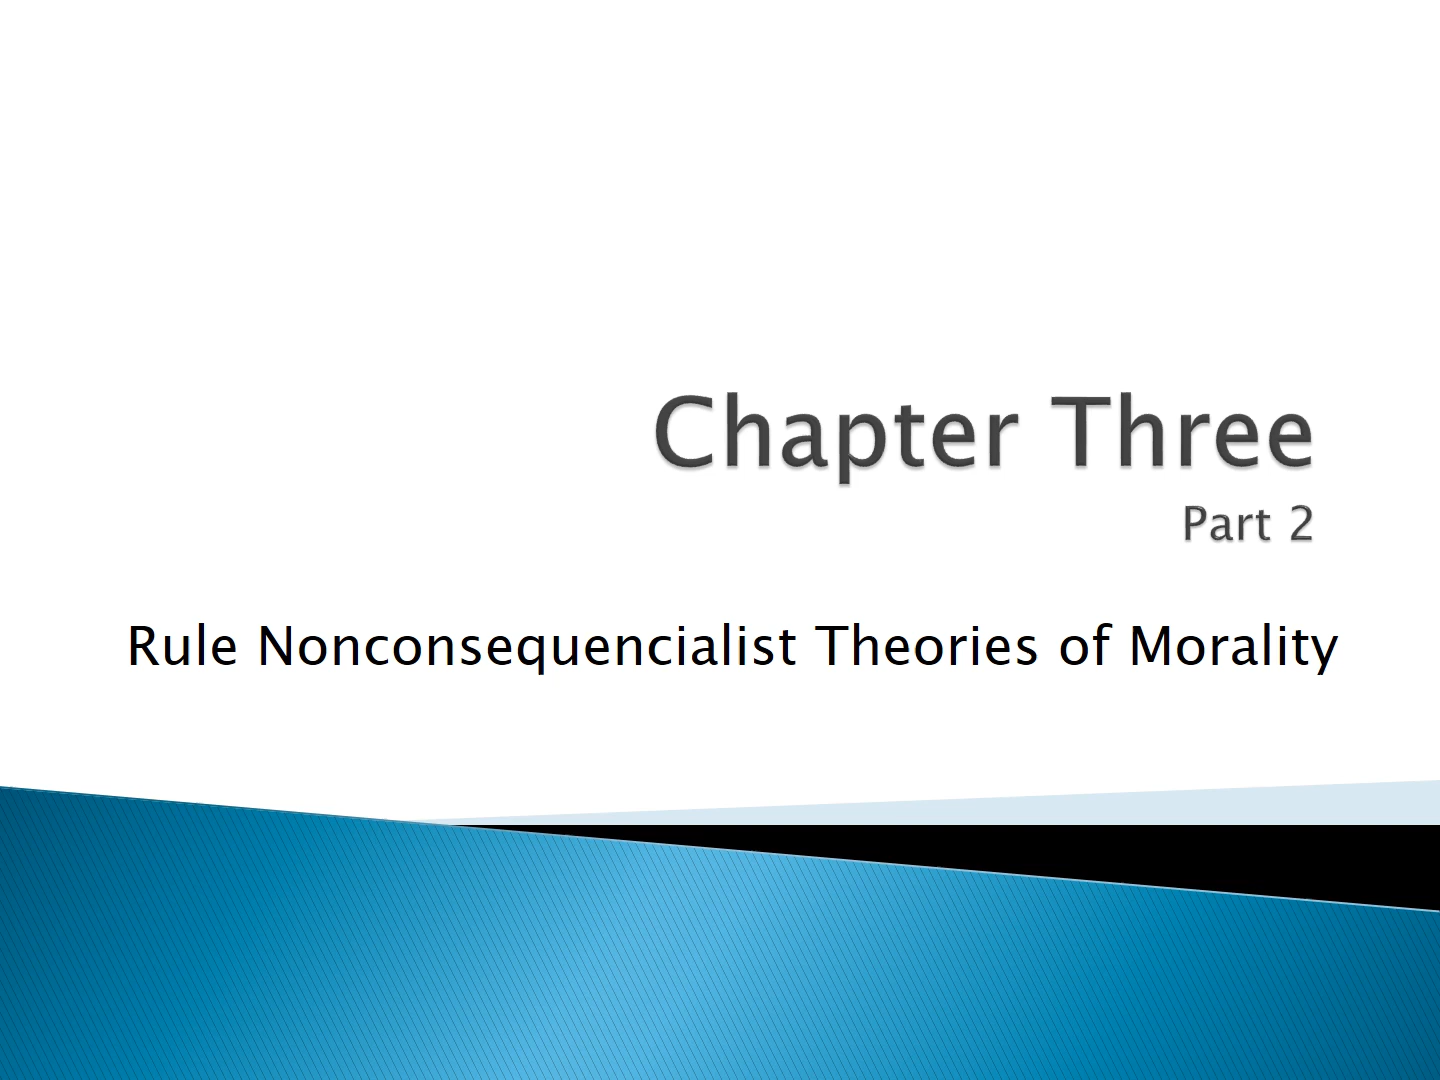 Chapter Three
Part 2
Rule Nonconsequencialist Theories of Morality